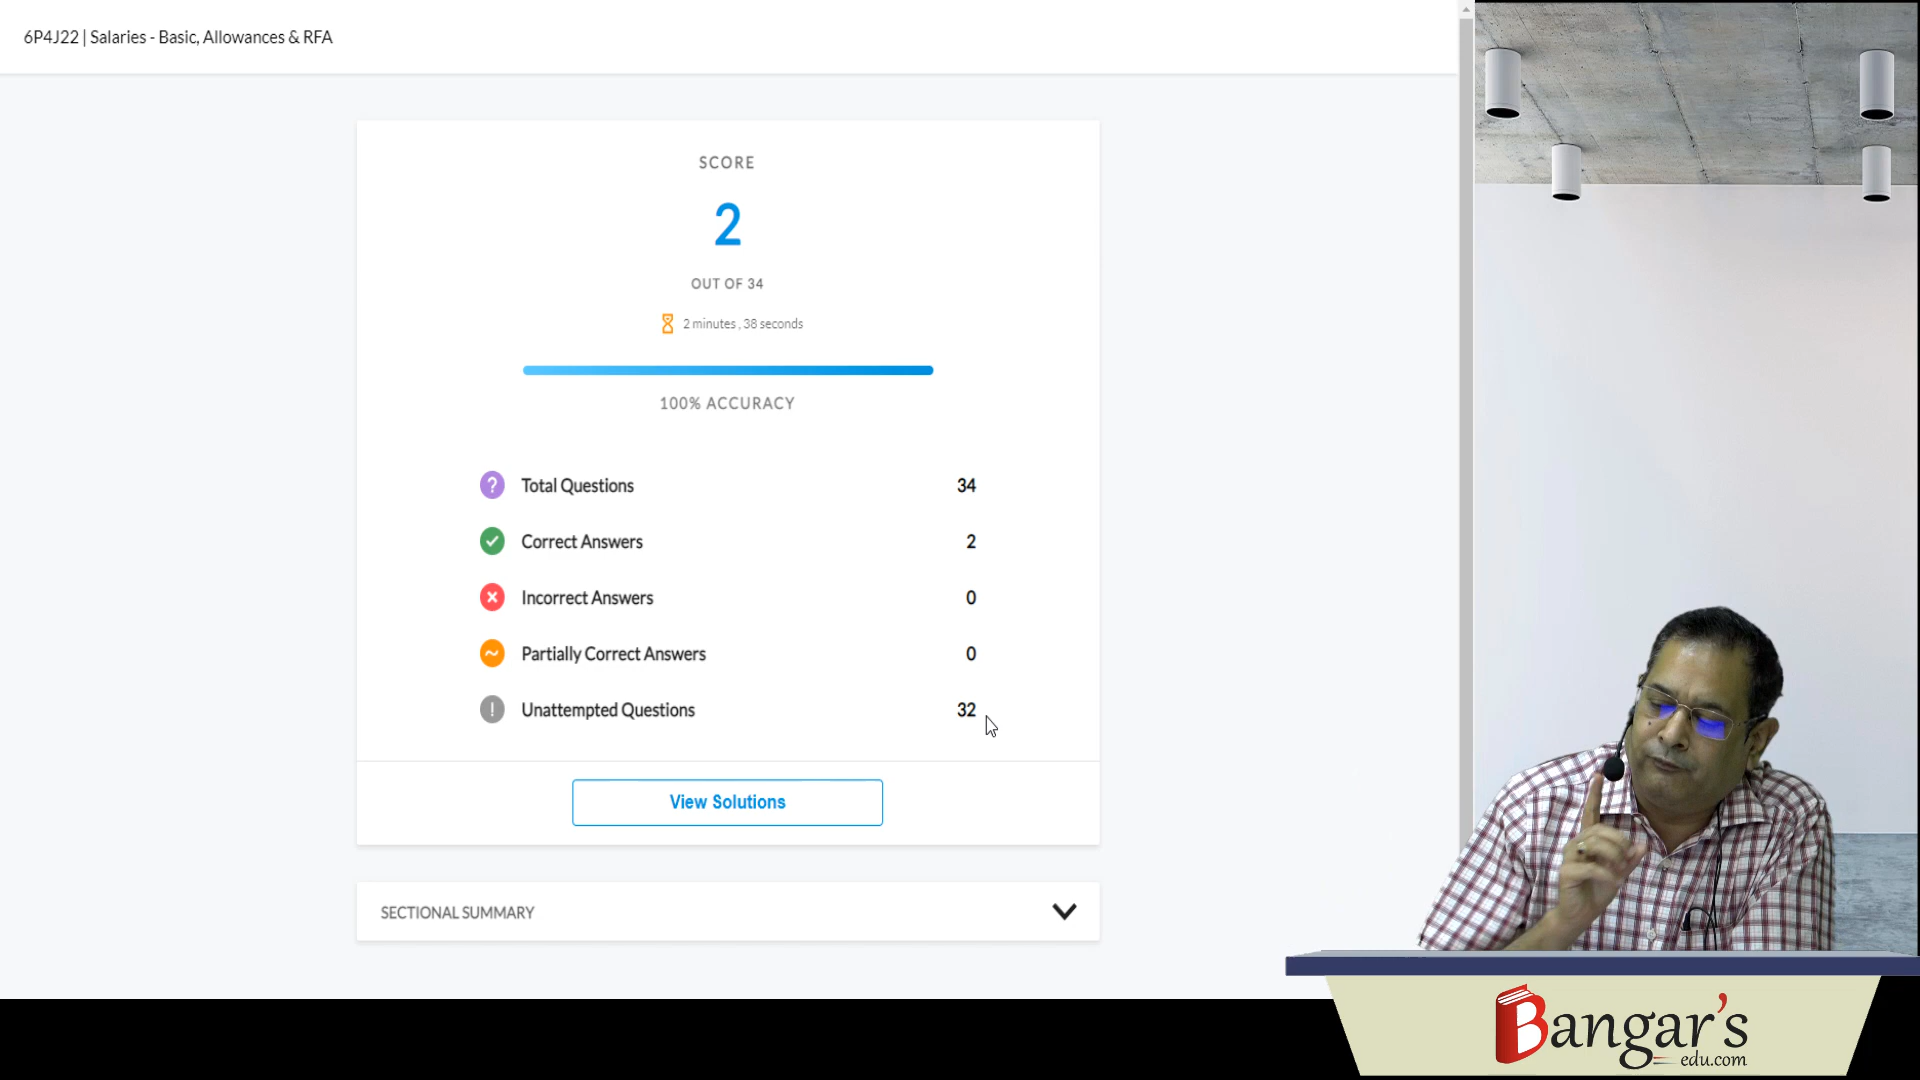 6P4J22 | Salaries - Basic, Allowances & RFA
SCORE
2
OUT OF 34
2 minutes , 38 seconds
100% ACCURACY
Total Questions 34
Correct Answers 2
Incorrect Answers 0
Partially Correct Answers 0
Unattempted Questions 32
View Solutions
SECTIONAL SUMMARY
Bangar's
edu.com